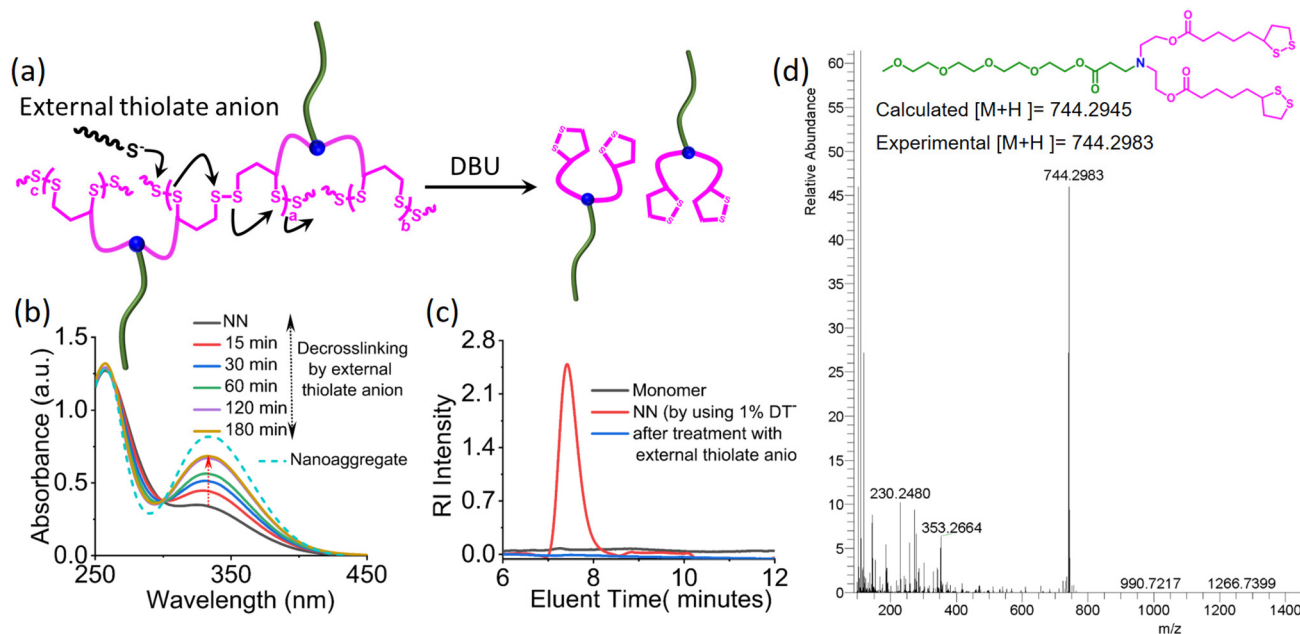 (a)
External thiolate anion
S-
S
S
S
S
S-S
S
S
S
S
S
S
c
a
b
DBU
S
S
S
S
S
S
S
S
(b)
Absorbance (a.u.)
1.5
1.0
0.5
0.0
250
300
350
400
450
Wavelength (nm)
NN
15 min
30 min
60 min
120 min
180 min
Decrosslinking
by external
thiolate anion
Nanoaggregate
(c)
RI Intensity
2.8
2.1
1.4
0.7
0.0
6
8
10
12
Eluent Time( minutes)
Monomer
NN (by using 1% DT-
after treatment with
external thiolate anio
(d)
Relative Abundance
60
55
50
45
40
35
30
25
20
15
10
5
0
O
O
O
O
O
O
N
O
O
S
S
O
O
S
S
Calculated [M+H ]= 744.2945
Experimental [M+H ]= 744.2983
744.2983
230.2480
353.2664
990.7217
1266.7399
200
400
600
800
1000
1200
1400
m/z